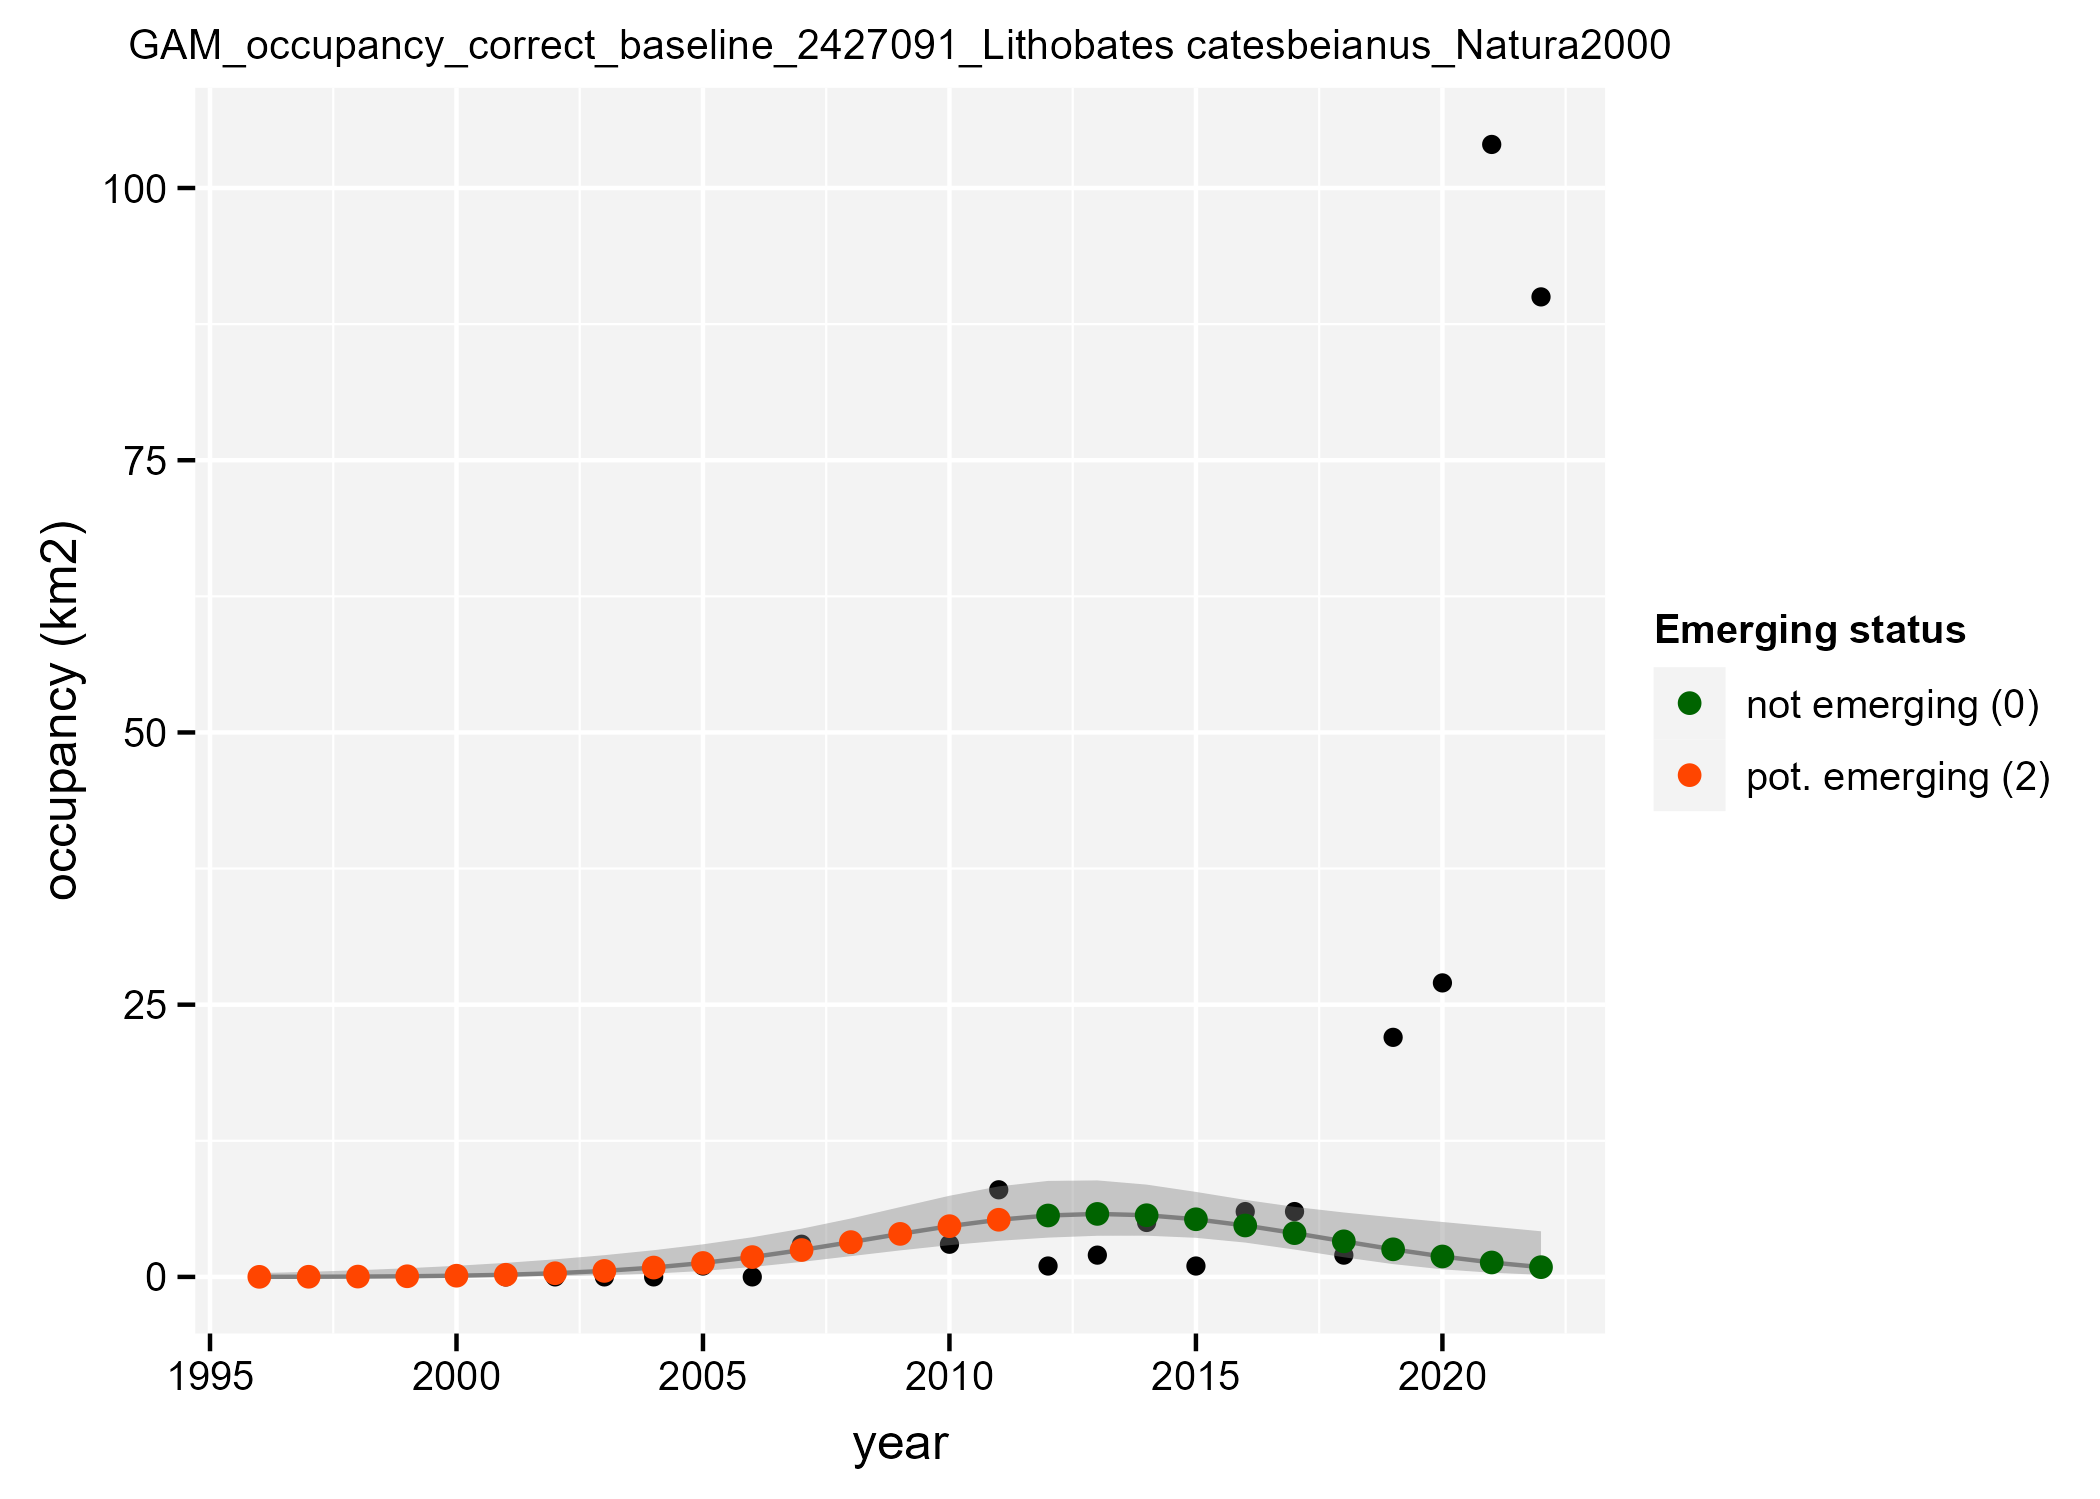 GAM_occupancy_correct_baseline_2427091_Lithobates catesbeianus_Natura2000
100
75
50
25
0
occupancy (km2)
1995 2000 2005 2010 2015 2020
year
Emerging status
not emerging (0)
pot. emerging (2)